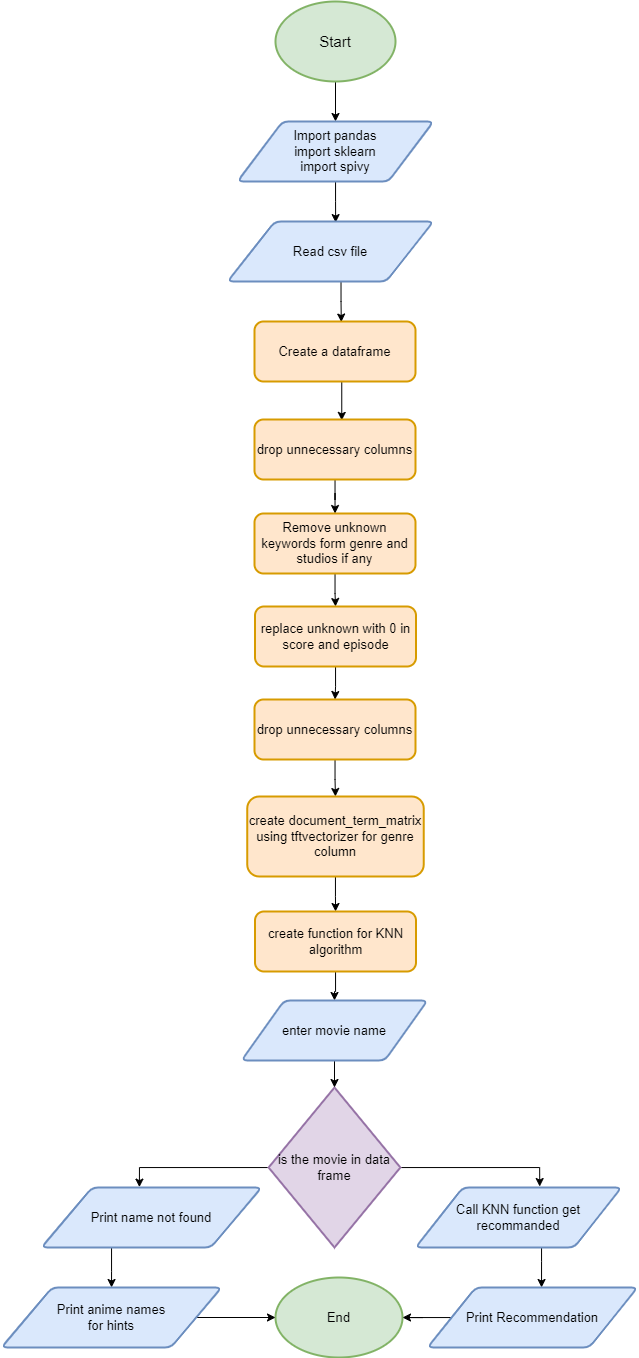 Start
Import pandas
import sklearn
import spivy
Read csv file
Create a dataframe
drop unnecessary columns
Remove unknown
keywords form genre and
studios if any
replace unknown with 0 in
score and episode
drop unnecessary columns
create document_term_matrix
using tftvectorizer for genre
column
create function for KNN
algorithm
enter movie name
is the movie in data
frame
Print name not found
Call KNN function get
recommanded
Print anime names
for hints
End
Print Recommendation